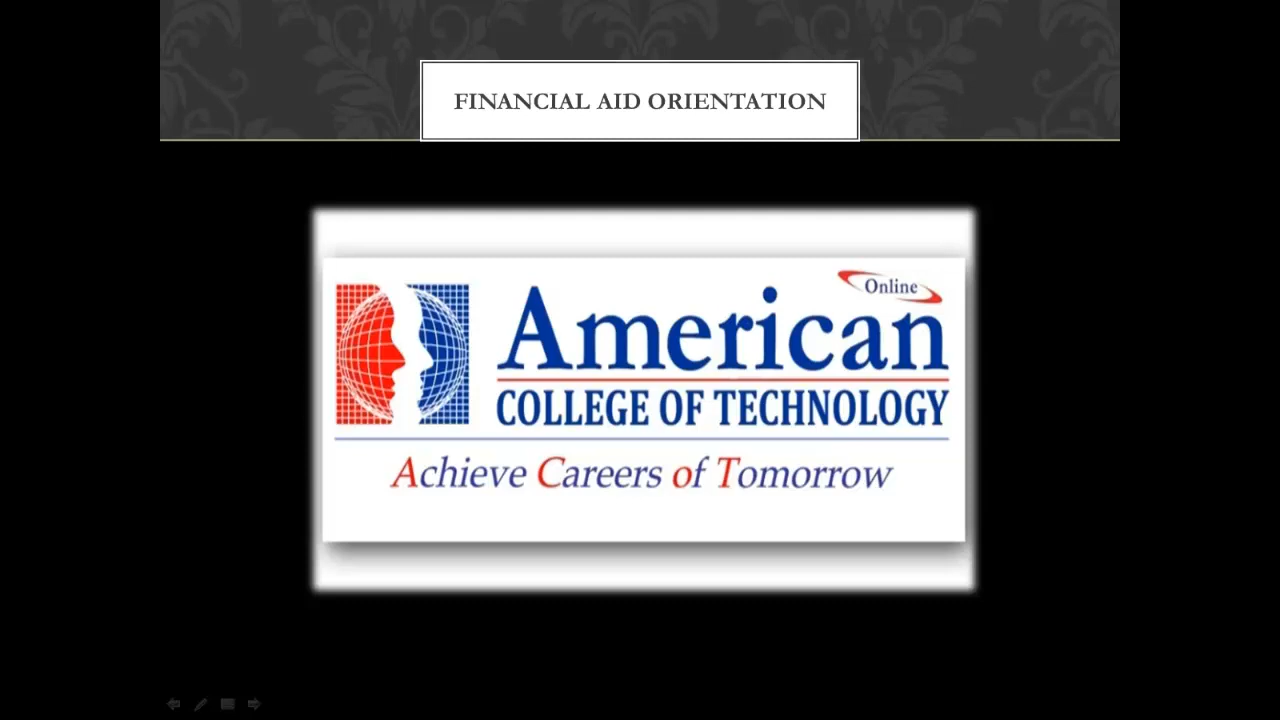 FINANCIAL AID ORIENTATION
Online
American
COLLEGE OF TECHNOLOGY
Achieve Careers of Tomorrow